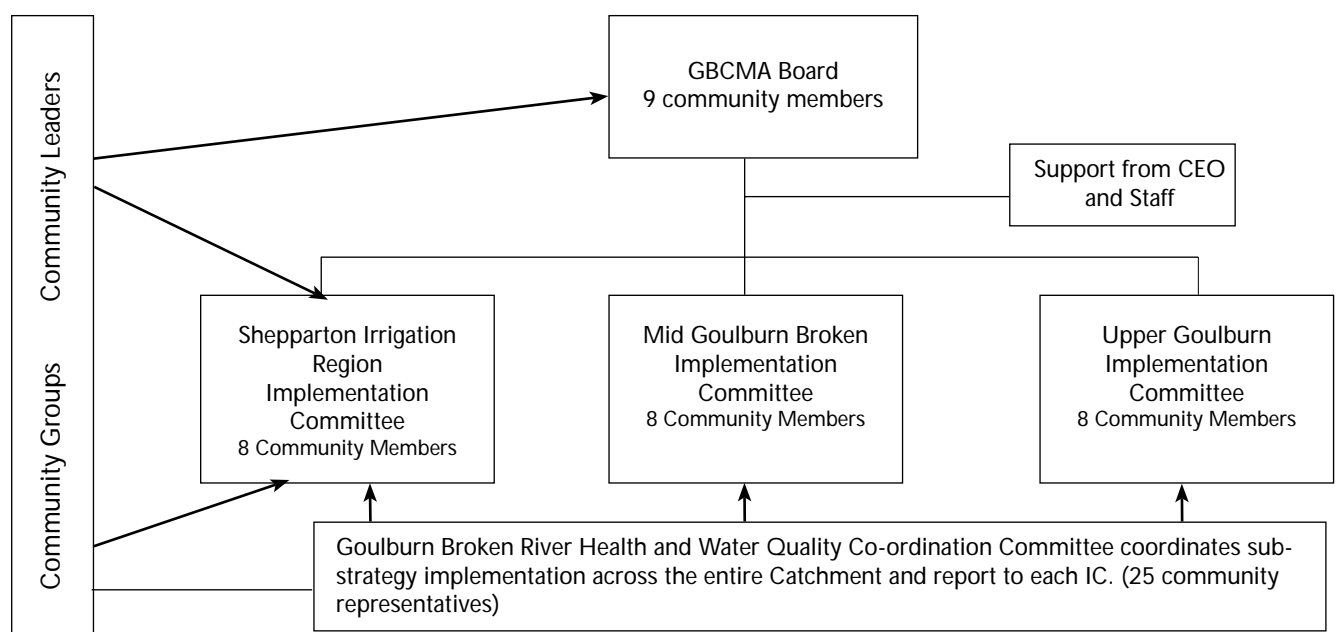 Community Leaders
Community Groups
GBCMA Board
9 community members
Support from CEO
and Staff
Shepparton Irrigation
Region
Implementation
Committee
8 Community Members
Mid Goulburn Broken
Implementation
Committee
8 Community Members
Upper Goulburn
Implementation
Committee
8 Community Members
Goulburn Broken River Health and Water Quality Co-ordination Committee coordinates sub-
strategy implementation across the entire Catchment and report to each IC. (25 community
representatives)